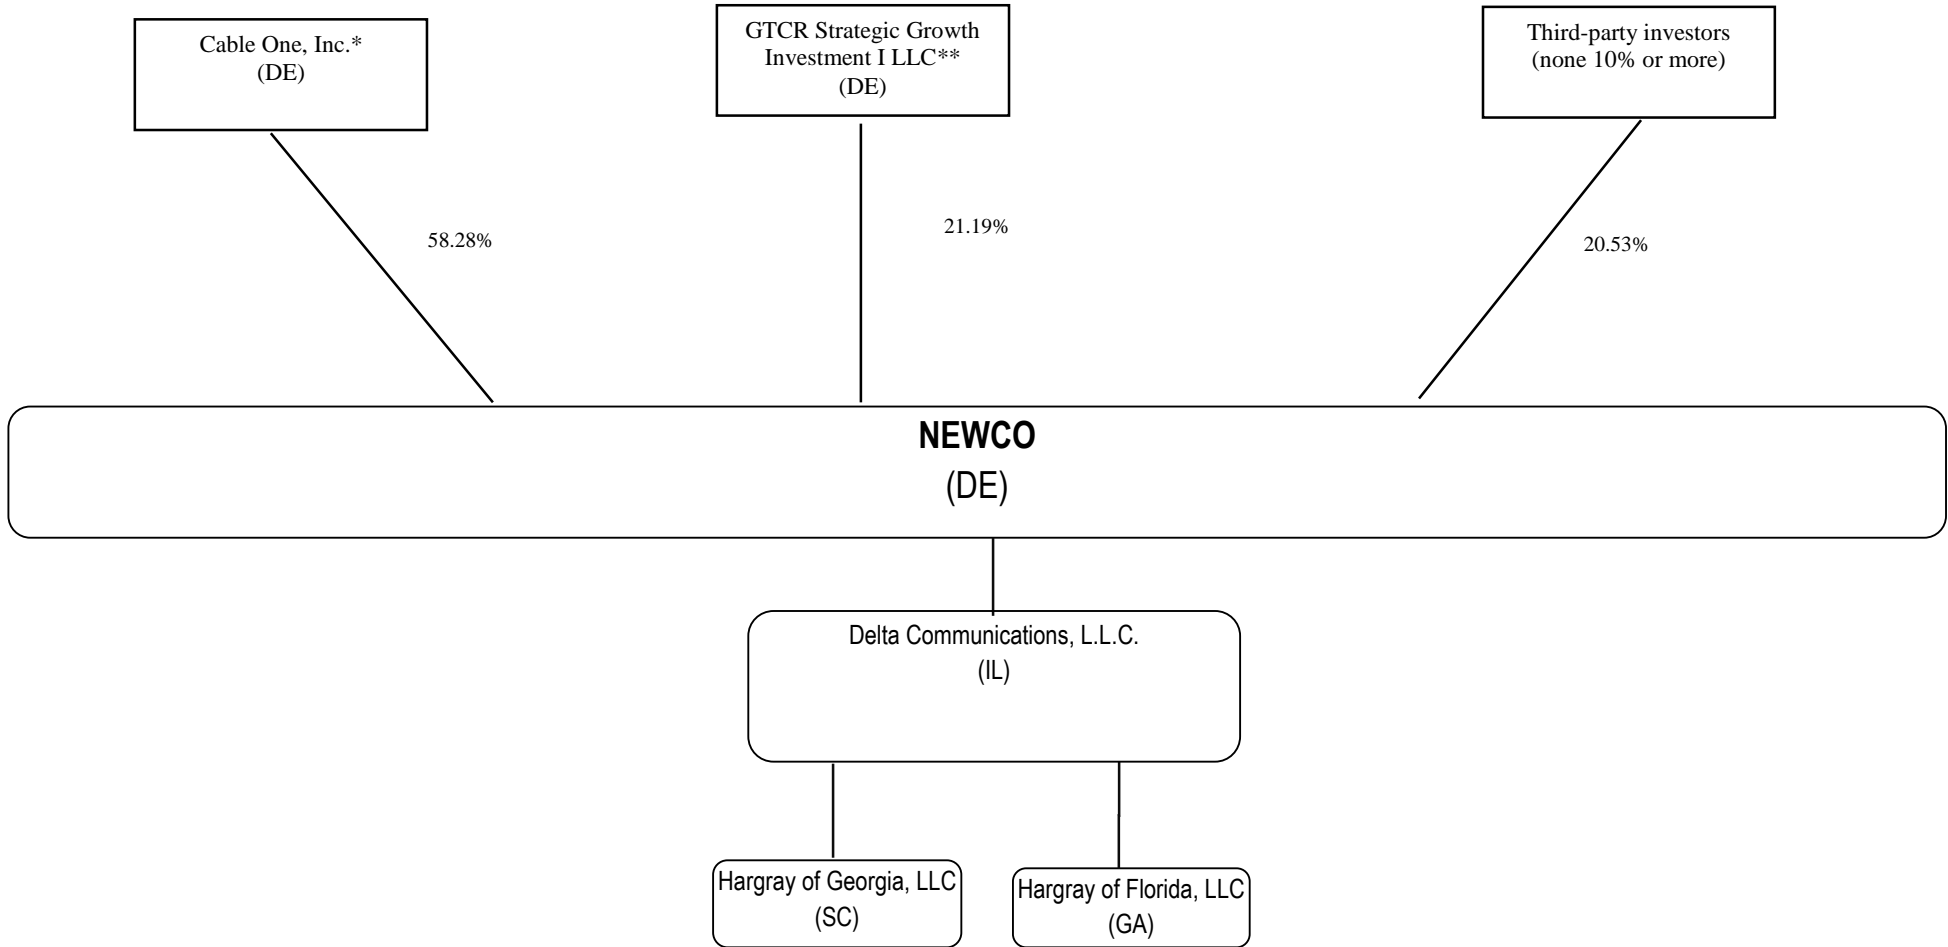 Cable One, Inc.*
(DE)
GTCR Strategic Growth
Investment I LLC**
(DE)
Third-party investors
(none 10% or more)
58.28%
21.19%
20.53%
NEWCO
(DE)
Delta Communications, L.L.C.
(IL)
Hargray of Georgia, LLC
(SC)
Hargray of Florida, LLC
(GA)